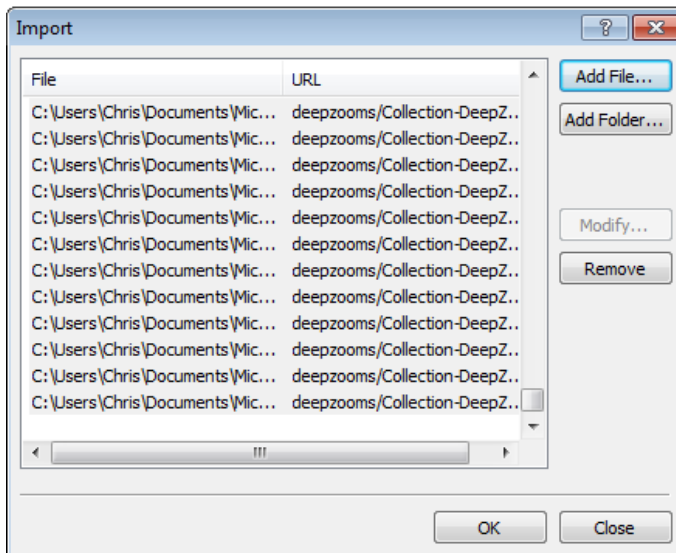 Import
File URL
C:\Users\Chris\Documents\Mic... deepzooms/Collection-DeepZ...
C:\Users\Chris\Documents\Mic... deepzooms/Collection-DeepZ...
C:\Users\Chris\Documents\Mic... deepzooms/Collection-DeepZ...
C:\Users\Chris\Documents\Mic... deepzooms/Collection-DeepZ...
C:\Users\Chris\Documents\Mic... deepzooms/Collection-DeepZ...
C:\Users\Chris\Documents\Mic... deepzooms/Collection-DeepZ...
C:\Users\Chris\Documents\Mic... deepzooms/Collection-DeepZ...
C:\Users\Chris\Documents\Mic... deepzooms/Collection-DeepZ...
C:\Users\Chris\Documents\Mic... deepzooms/Collection-DeepZ...
C:\Users\Chris\Documents\Mic... deepzooms/Collection-DeepZ...
C:\Users\Chris\Documents\Mic... deepzooms/Collection-DeepZ...
C:\Users\Chris\Documents\Mic... deepzooms/Collection-DeepZ...
Add File...
Add Folder...
Modify...
Remove
OK Close